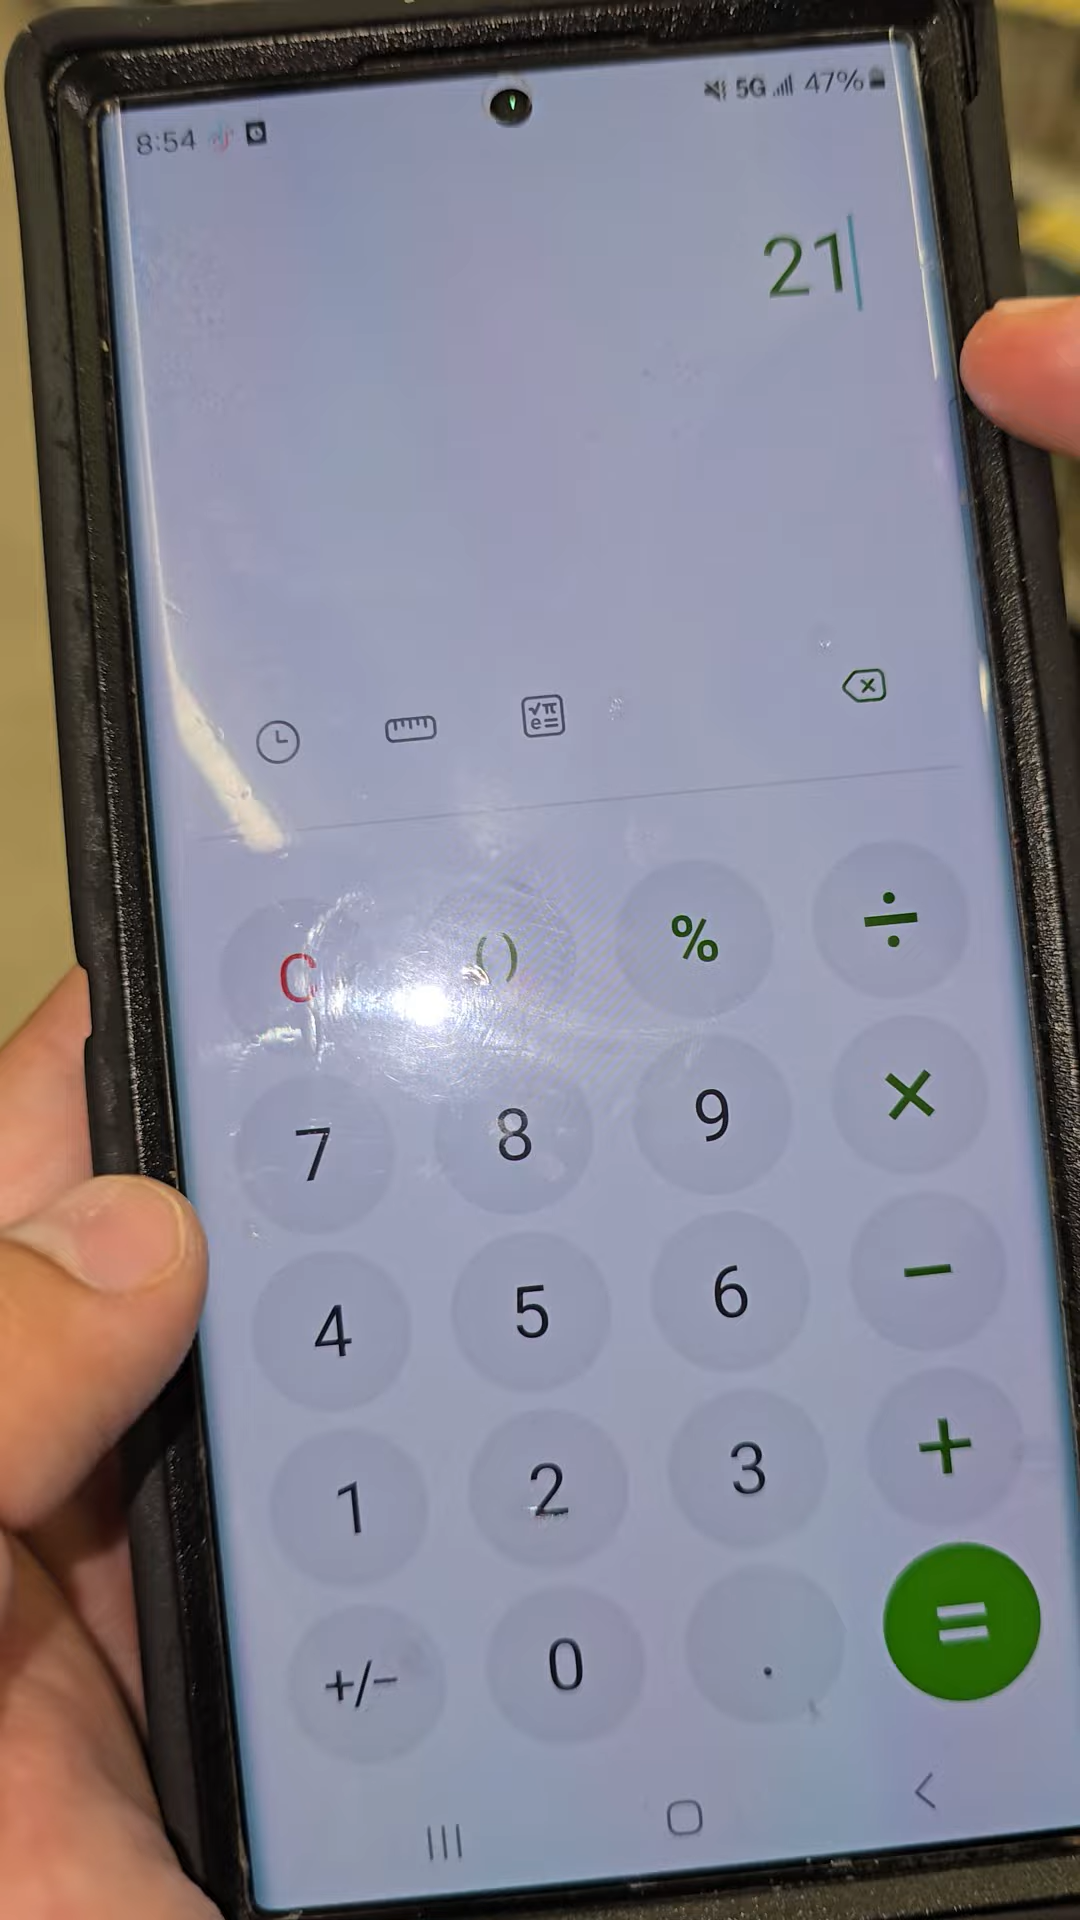 8:54 5G 47%
21
√π
e=
C () % ÷
7 8 9 ×
4 5 6 −
1 2 3 +
+/− 0 . =